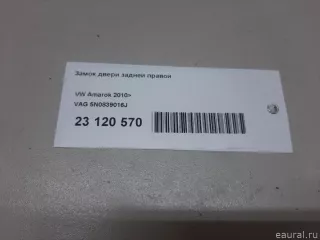 Замок двери задней правой
VW Amarok 2010>
VAG 5N0839016J
23 120 570
eaural.ru